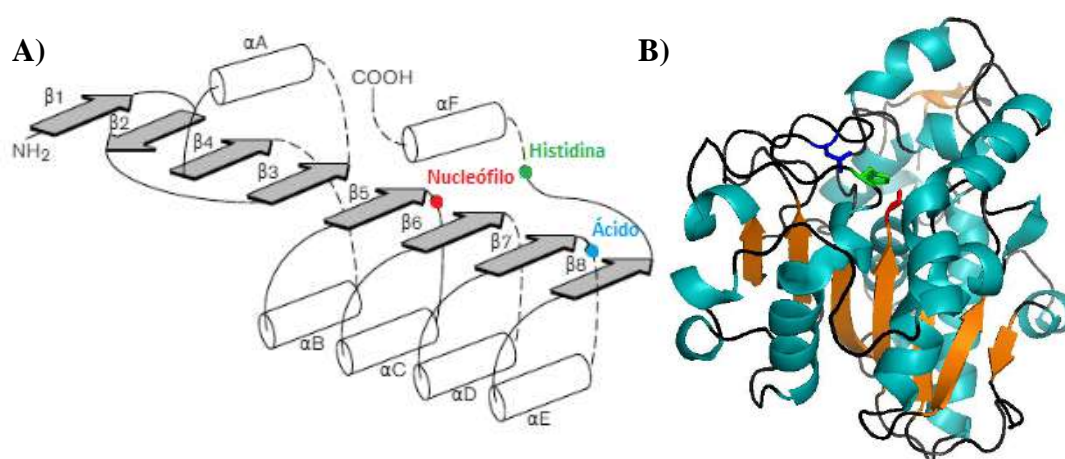 A)
B)
αA
COOH
αF
β1
β2
NH2
β4
β3
Histidina
Nucleófilo
β5
β6
β7
Ácido
β8
αB
αC
αD
αE